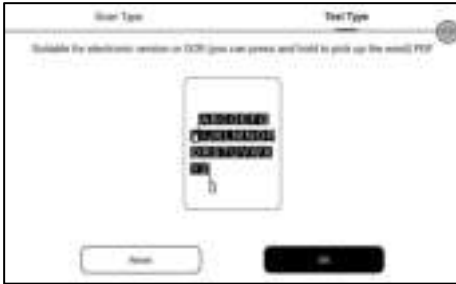 Scan Type
Text Type
Suitable for electronic version or OCR (you can press and hold to pick up the word) PDF
ABCDEFG
Reset
OK